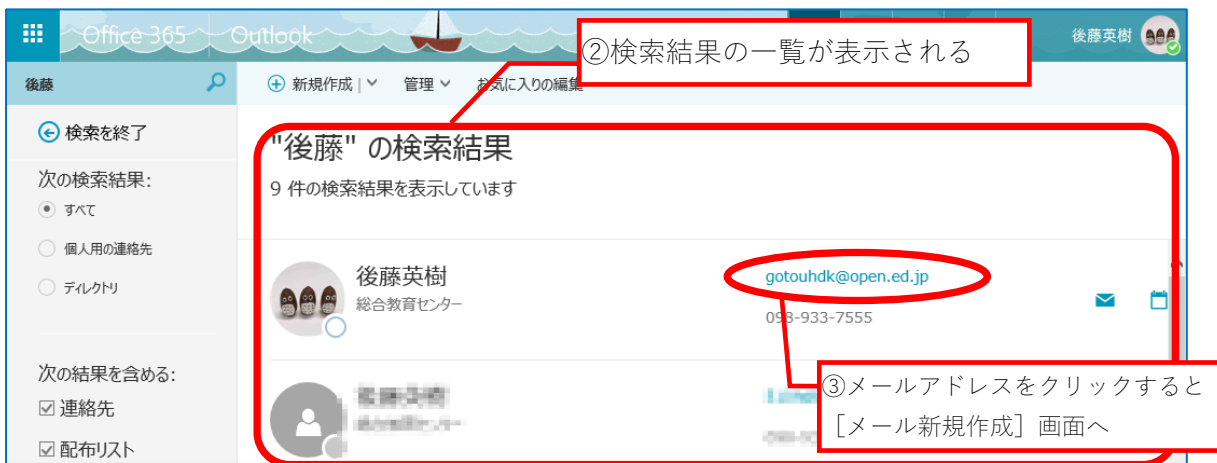 Office 365 Outlook
後藤英樹
②検索結果の一覧が表示される
後藤
新規作成 | 管理 お気に入りの編集
検索を終了
次の検索結果:
すべて
個人用の連絡先
ディレクトリ
次の結果を含める:
連絡先
配布リスト
"後藤" の検索結果
9 件の検索結果を表示しています
後藤英樹
総合教育センター
gotouhdk@open.ed.jp
098-933-7555
③メールアドレスをクリックすると
［メール新規作成］画面へ